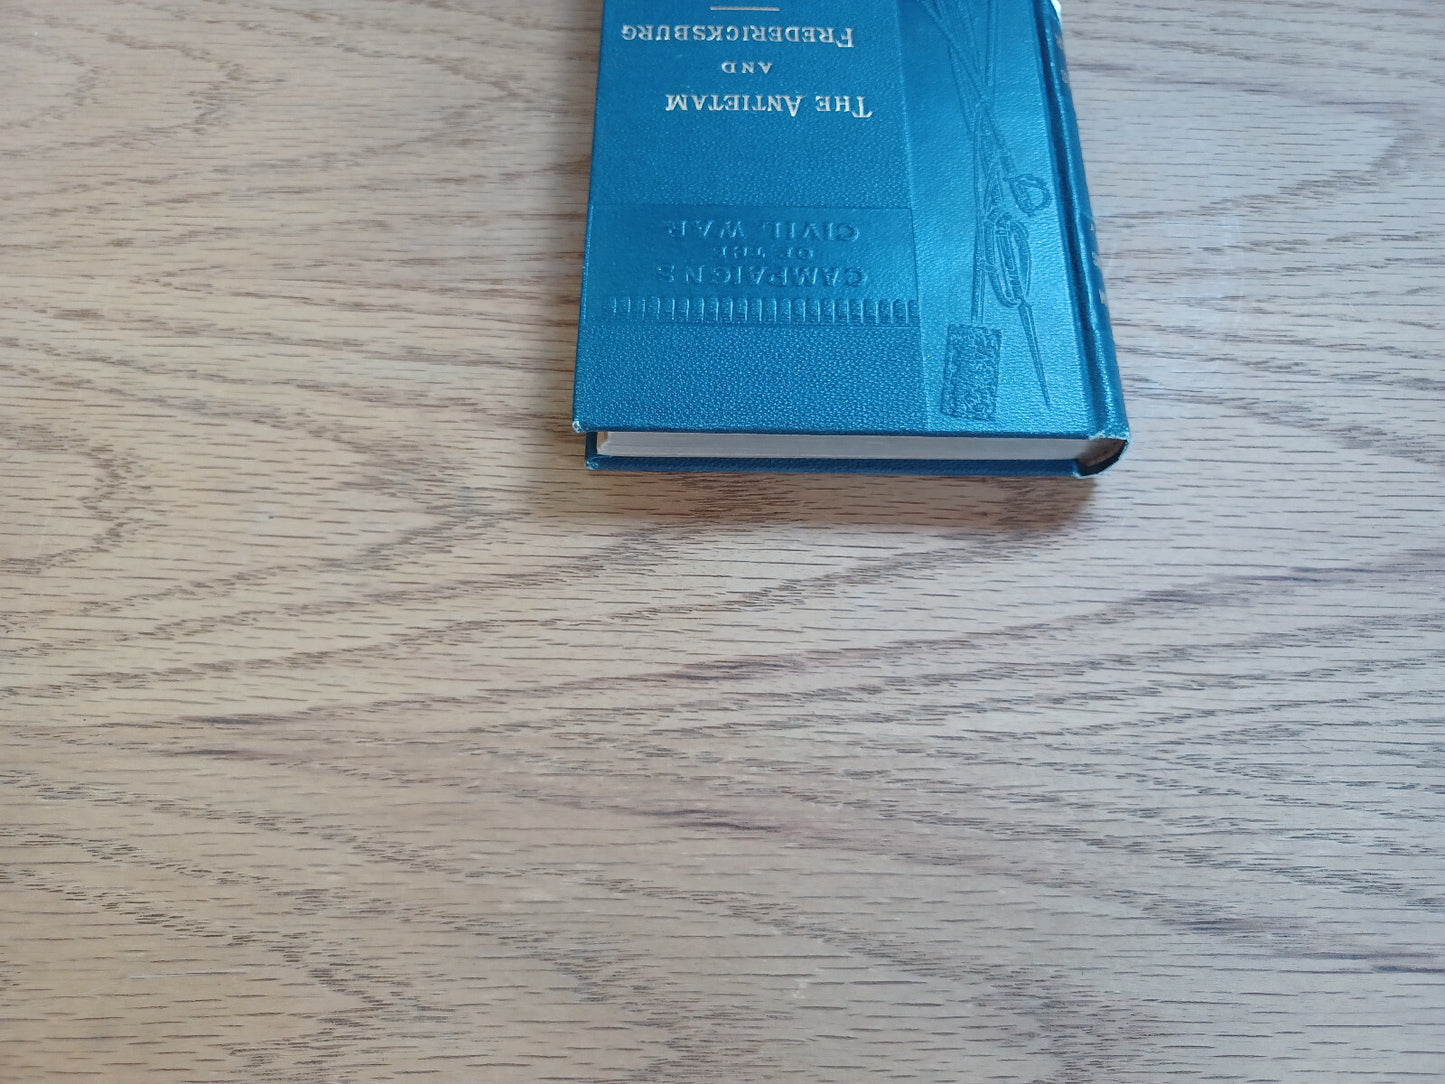 CAMPAIGNS
OF THE
CIVIL WAR
THE ANTIETAM
AND
FREDERICKSBURG